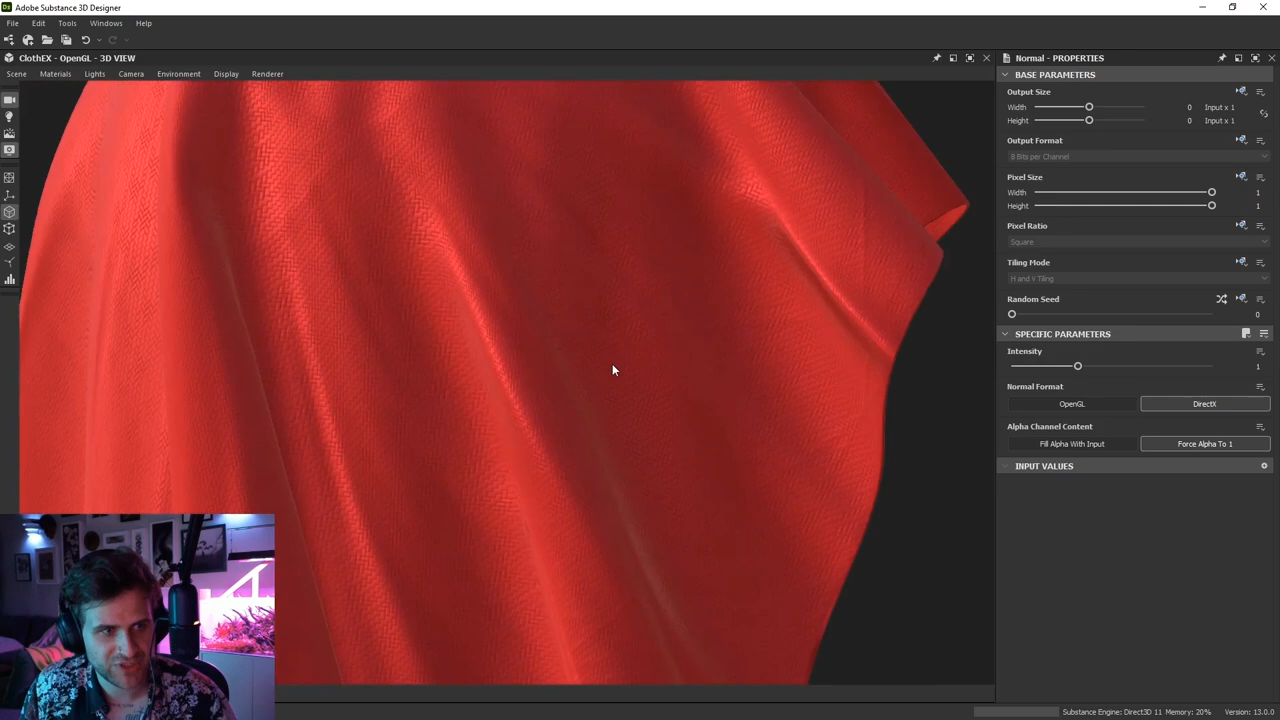 Adobe Substance 3D Designer
File Edit Tools Windows Help
ClothEX - OpenGL - 3D VIEW
Scene Materials Lights Camera Environment Display Renderer
Normal - PROPERTIES
BASE PARAMETERS
Output Size
Width 0 Input x 1
Height 0 Input x 1
Output Format
8 Bits per Channel
Pixel Size
Width 1
Height 1
Pixel Ratio
Square
Tiling Mode
H and V Tiling
Random Seed
0
SPECIFIC PARAMETERS
Intensity
1
Normal Format
OpenGL DirectX
Alpha Channel Content
Fill Alpha With Input Force Alpha To 1
INPUT VALUES
Substance Engine: Direct3D 11 Memory: 20% Version: 13.0.0